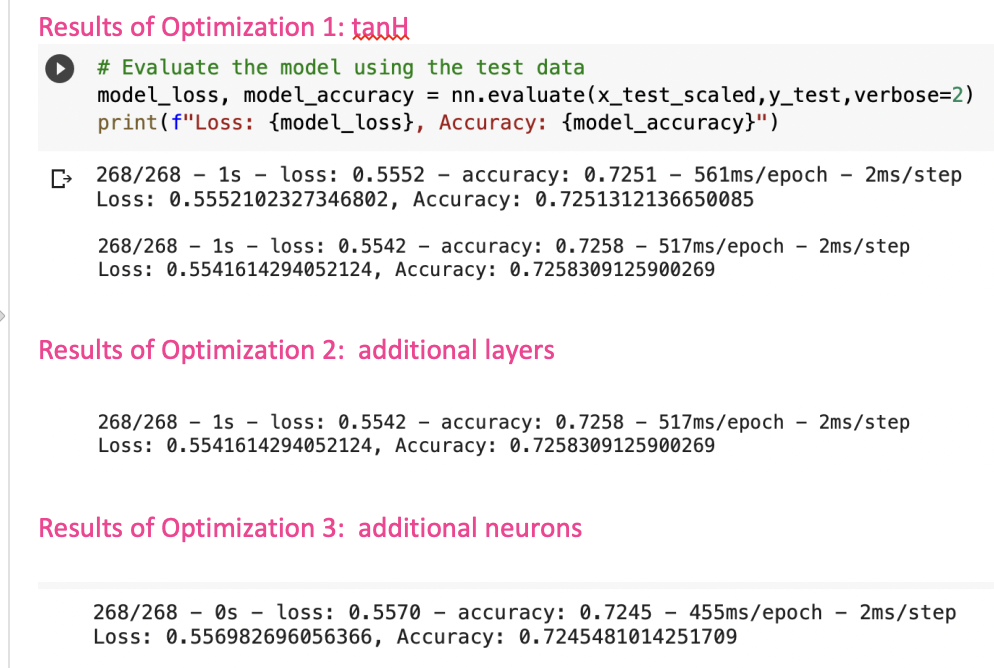 Results of Optimization 1: tanH
# Evaluate the model using the test data
model_loss, model_accuracy = nn.evaluate(x_test_scaled,y_test,verbose=2)
print(f"Loss: {model_loss}, Accuracy: {model_accuracy}")
268/268 – 1s – loss: 0.5552 – accuracy: 0.7251 – 561ms/epoch – 2ms/step
Loss: 0.5552102327346802, Accuracy: 0.7251312136650085
268/268 – 1s – loss: 0.5542 – accuracy: 0.7258 – 517ms/epoch – 2ms/step
Loss: 0.5541614294052124, Accuracy: 0.7258309125900269
Results of Optimization 2: additional layers
268/268 – 1s – loss: 0.5542 – accuracy: 0.7258 – 517ms/epoch – 2ms/step
Loss: 0.5541614294052124, Accuracy: 0.7258309125900269
Results of Optimization 3: additional neurons
268/268 – 0s – loss: 0.5570 – accuracy: 0.7245 – 455ms/epoch – 2ms/step
Loss: 0.556982696056366, Accuracy: 0.7245481014251709